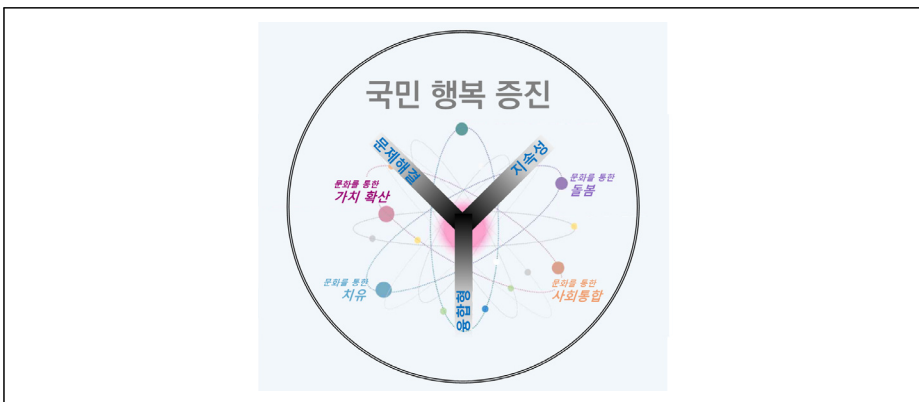 국민 행복 증진
문제해결
지속성
문화를 통한
가치 확산
문화를 통한
돌봄
문화를 통한
치유
융합형
문화를 통한
사회통합